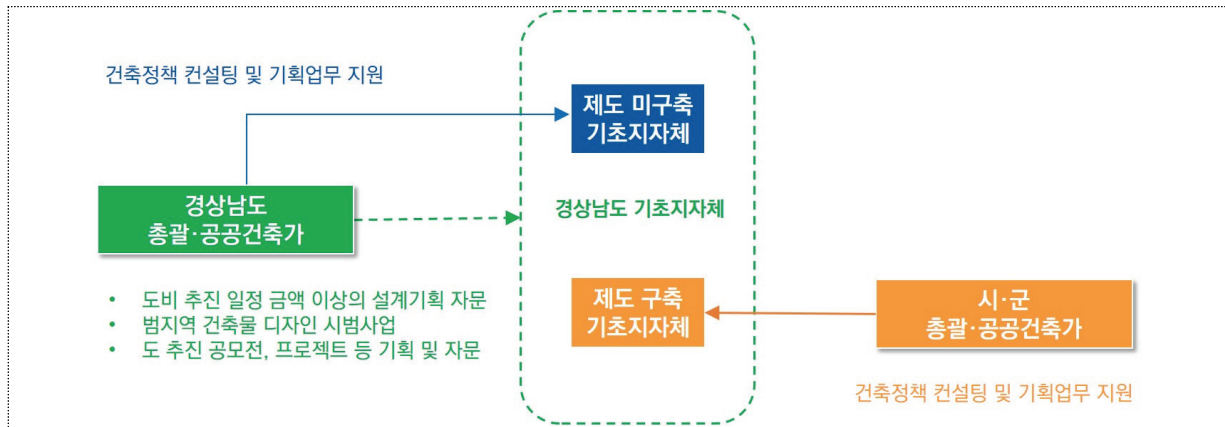 건축정책 컨설팅 및 기획업무 지원
제도 미구축
기초지자체
경상남도
총괄·공공건축가
경상남도 기초지자체
• 도비 추진 일정 금액 이상의 설계기획 자문
• 범지역 건축물 디자인 시범사업
• 도 추진 공모전, 프로젝트 등 기획 및 자문
제도 구축
기초지자체
시·군
총괄·공공건축가
건축정책 컨설팅 및 기획업무 지원